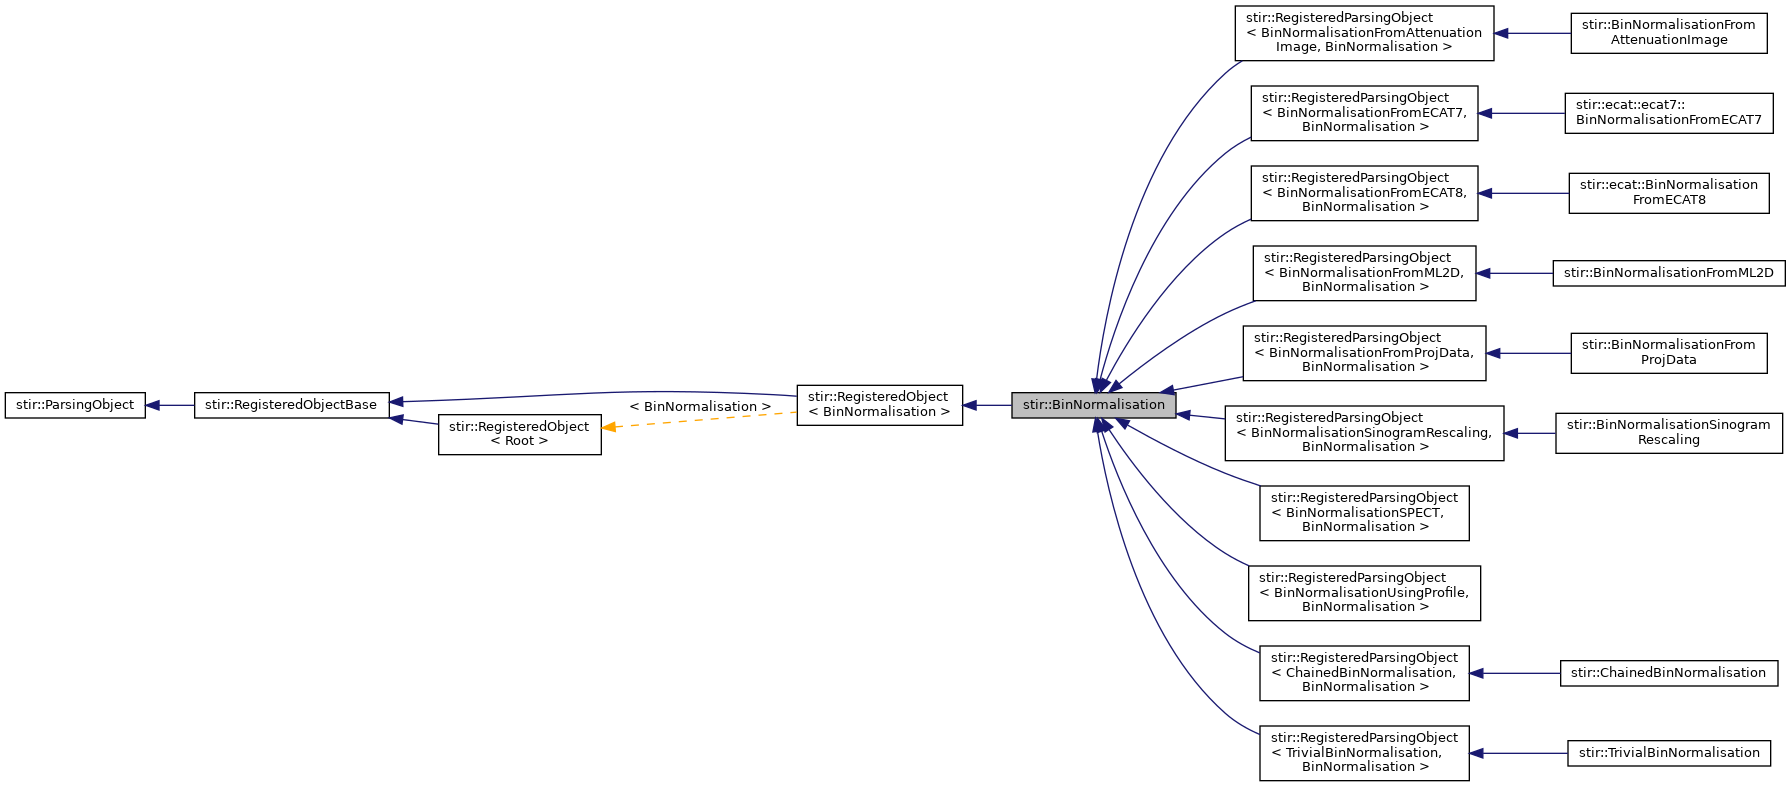 stir::ParsingObject
stir::RegisteredObjectBase
stir::RegisteredObject
< Root >
< BinNormalisation >
stir::RegisteredObject
< BinNormalisation >
stir::BinNormalisation
stir::RegisteredParsingObject
< BinNormalisationFromAttenuation
Image, BinNormalisation >
stir::BinNormalisationFrom
AttenuationImage
stir::RegisteredParsingObject
< BinNormalisationFromECAT7,
BinNormalisation >
stir::ecat::ecat7::
BinNormalisationFromECAT7
stir::RegisteredParsingObject
< BinNormalisationFromECAT8,
BinNormalisation >
stir::ecat::BinNormalisation
FromECAT8
stir::RegisteredParsingObject
< BinNormalisationFromML2D,
BinNormalisation >
stir::BinNormalisationFromML2D
stir::RegisteredParsingObject
< BinNormalisationFromProjData,
BinNormalisation >
stir::BinNormalisationFrom
ProjData
stir::RegisteredParsingObject
< BinNormalisationSinogramRescaling,
BinNormalisation >
stir::BinNormalisationSinogram
Rescaling
stir::RegisteredParsingObject
< BinNormalisationSPECT,
BinNormalisation >
stir::RegisteredParsingObject
< BinNormalisationUsingProfile,
BinNormalisation >
stir::RegisteredParsingObject
< ChainedBinNormalisation,
BinNormalisation >
stir::ChainedBinNormalisation
stir::RegisteredParsingObject
< TrivialBinNormalisation,
BinNormalisation >
stir::TrivialBinNormalisation